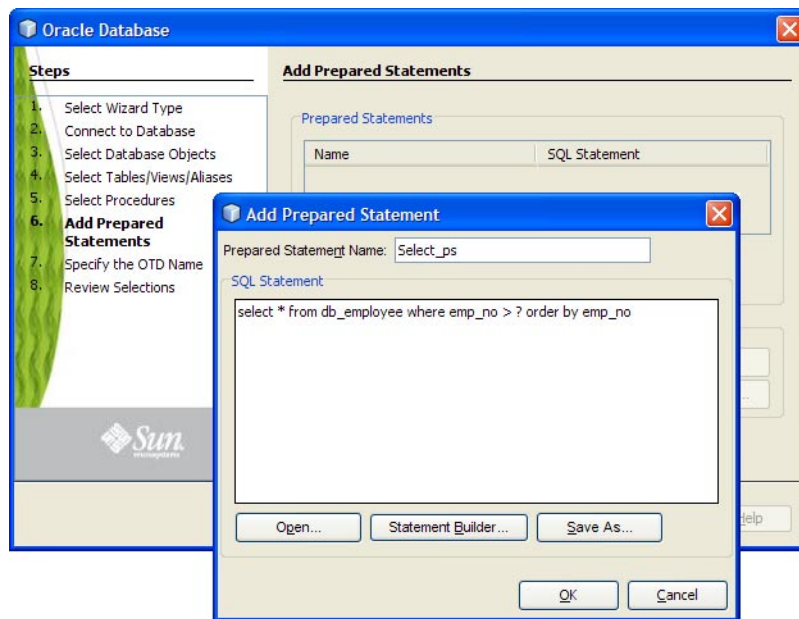 Oracle Database
Steps
1. Select Wizard Type
2. Connect to Database
3. Select Database Objects
4. Select Tables/Views/Aliases
5. Select Procedures
6. Add Prepared
Statements
7. Specify the OTD Name
8. Review Selections
Sun
microsystems
Add Prepared Statements
Prepared Statements
Name SQL Statement
...
Help
Add Prepared Statement
Prepared Statement Name: Select_ps
SQL Statement
select * from db_employee where emp_no > ? order by emp_no
Open... Statement Builder... Save As...
OK Cancel